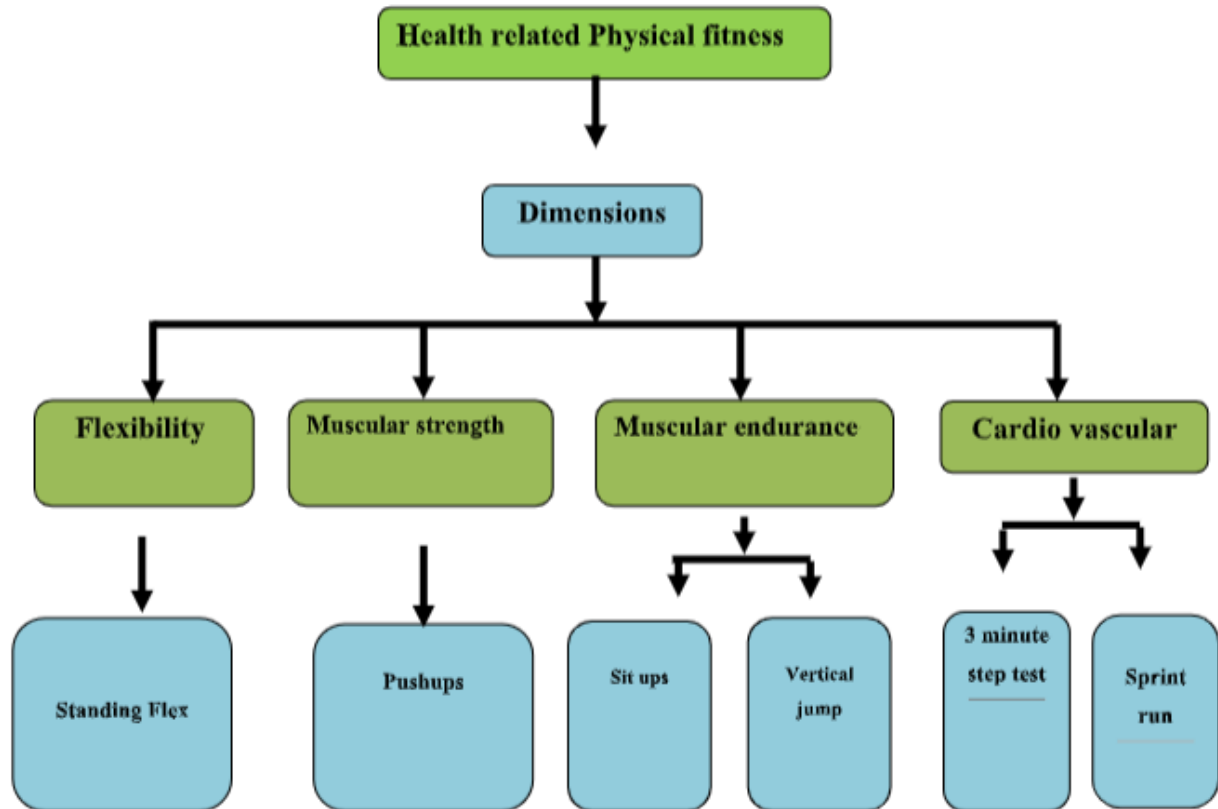 Health related Physical fitness
Dimensions
Flexibility
Muscular strength
Muscular endurance
Cardio vascular
Standing Flex
Pushups
Sit ups
Vertical
jump
3 minute
step test
Sprint
run